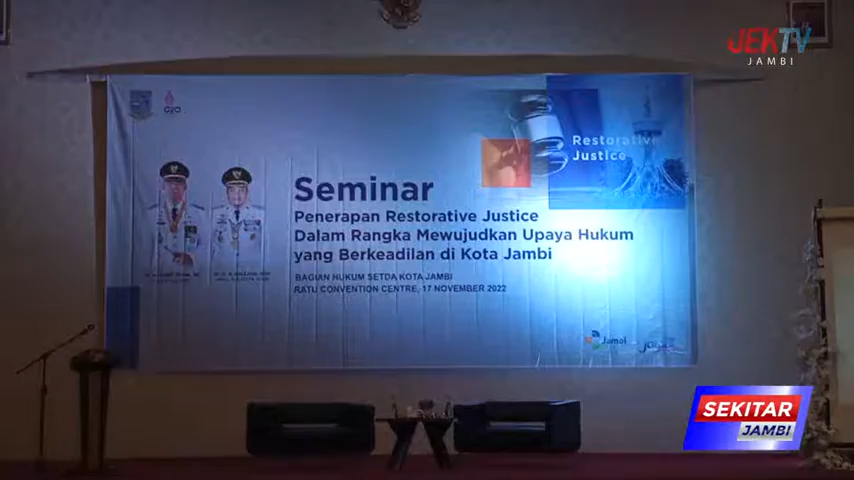 JEKTV
JAMBI
Restorative
Justice
Seminar
Penerapan Restorative Justice
Dalam Rangka Mewujudkan Upaya Hukum
yang Berkeadilan di Kota Jambi
BAGIAN HUKUM SETDA KOTA JAMBI
RATU CONVENTION CENTRE, 17 NOVEMBER 2022
SEKITAR
JAMBI